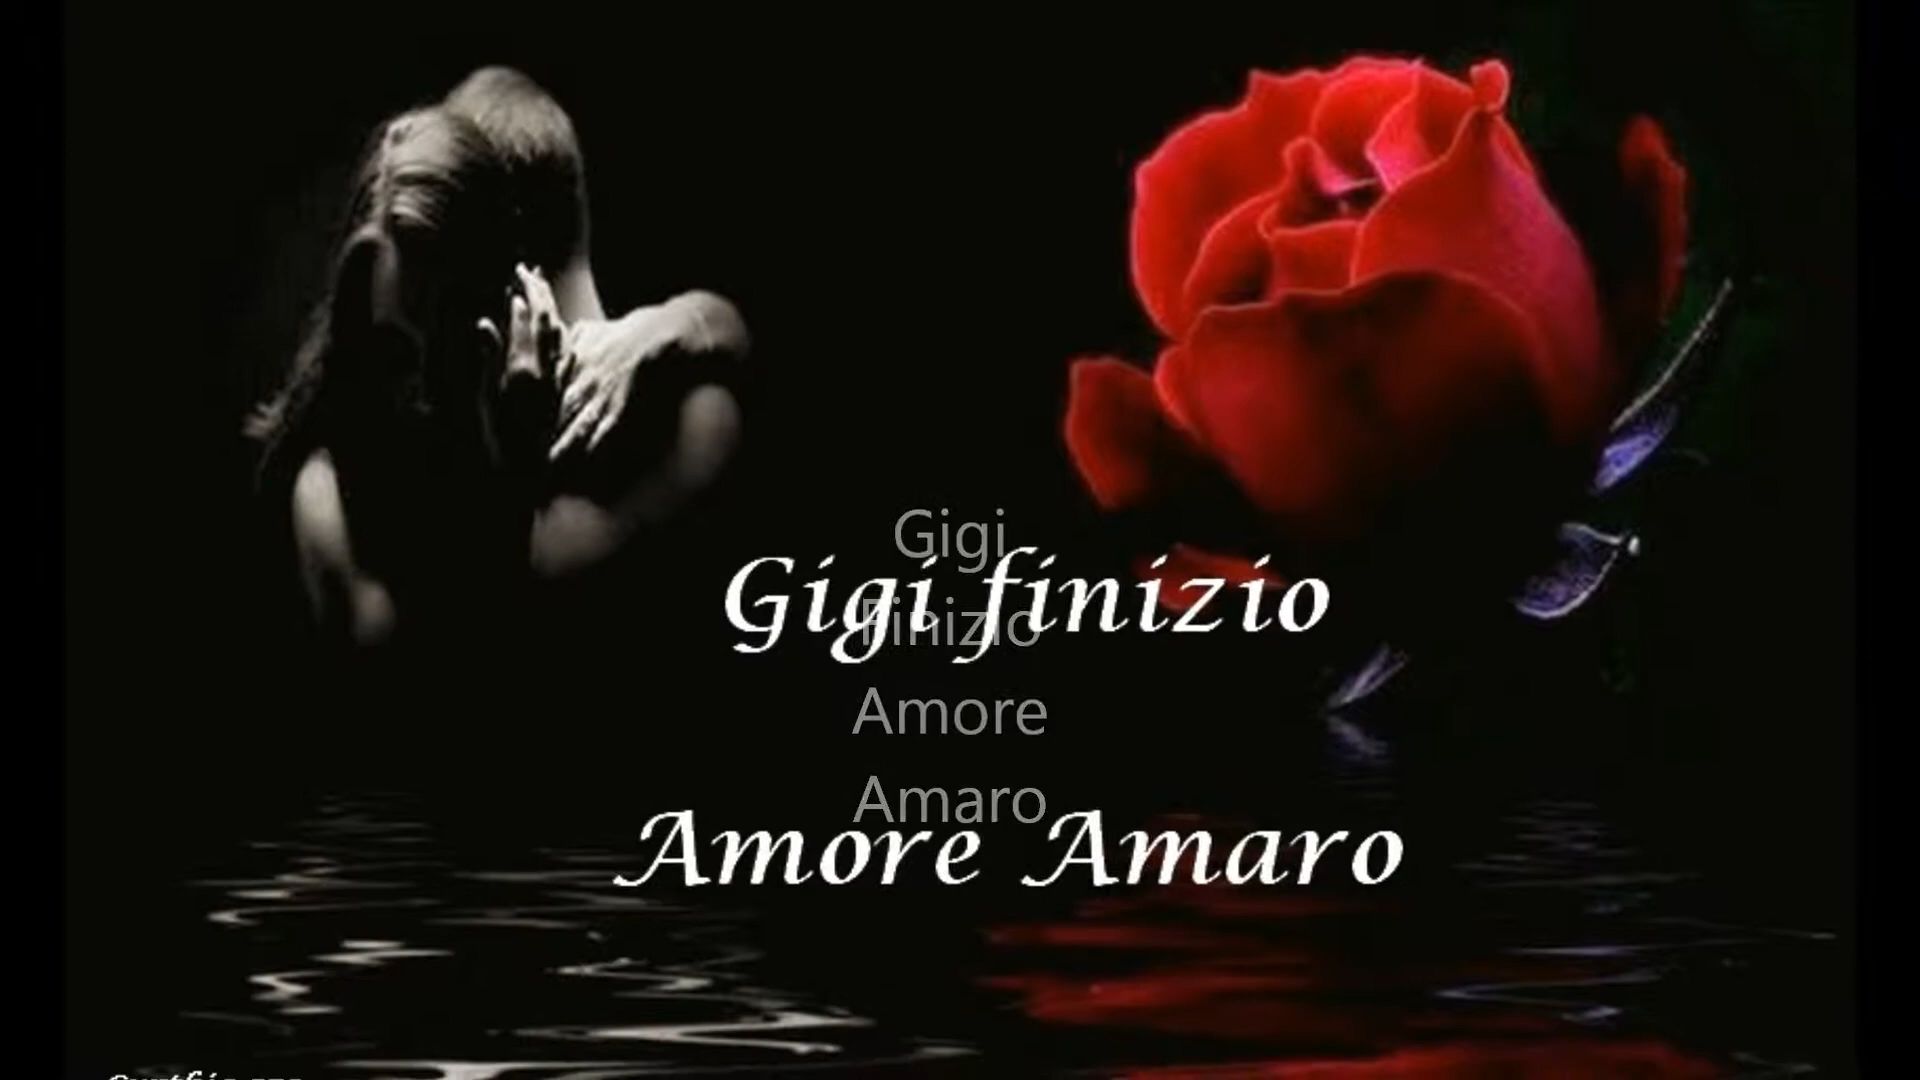 Gigi
Gigi finizio
Finizio
Amore
Amaro
Amore Amaro